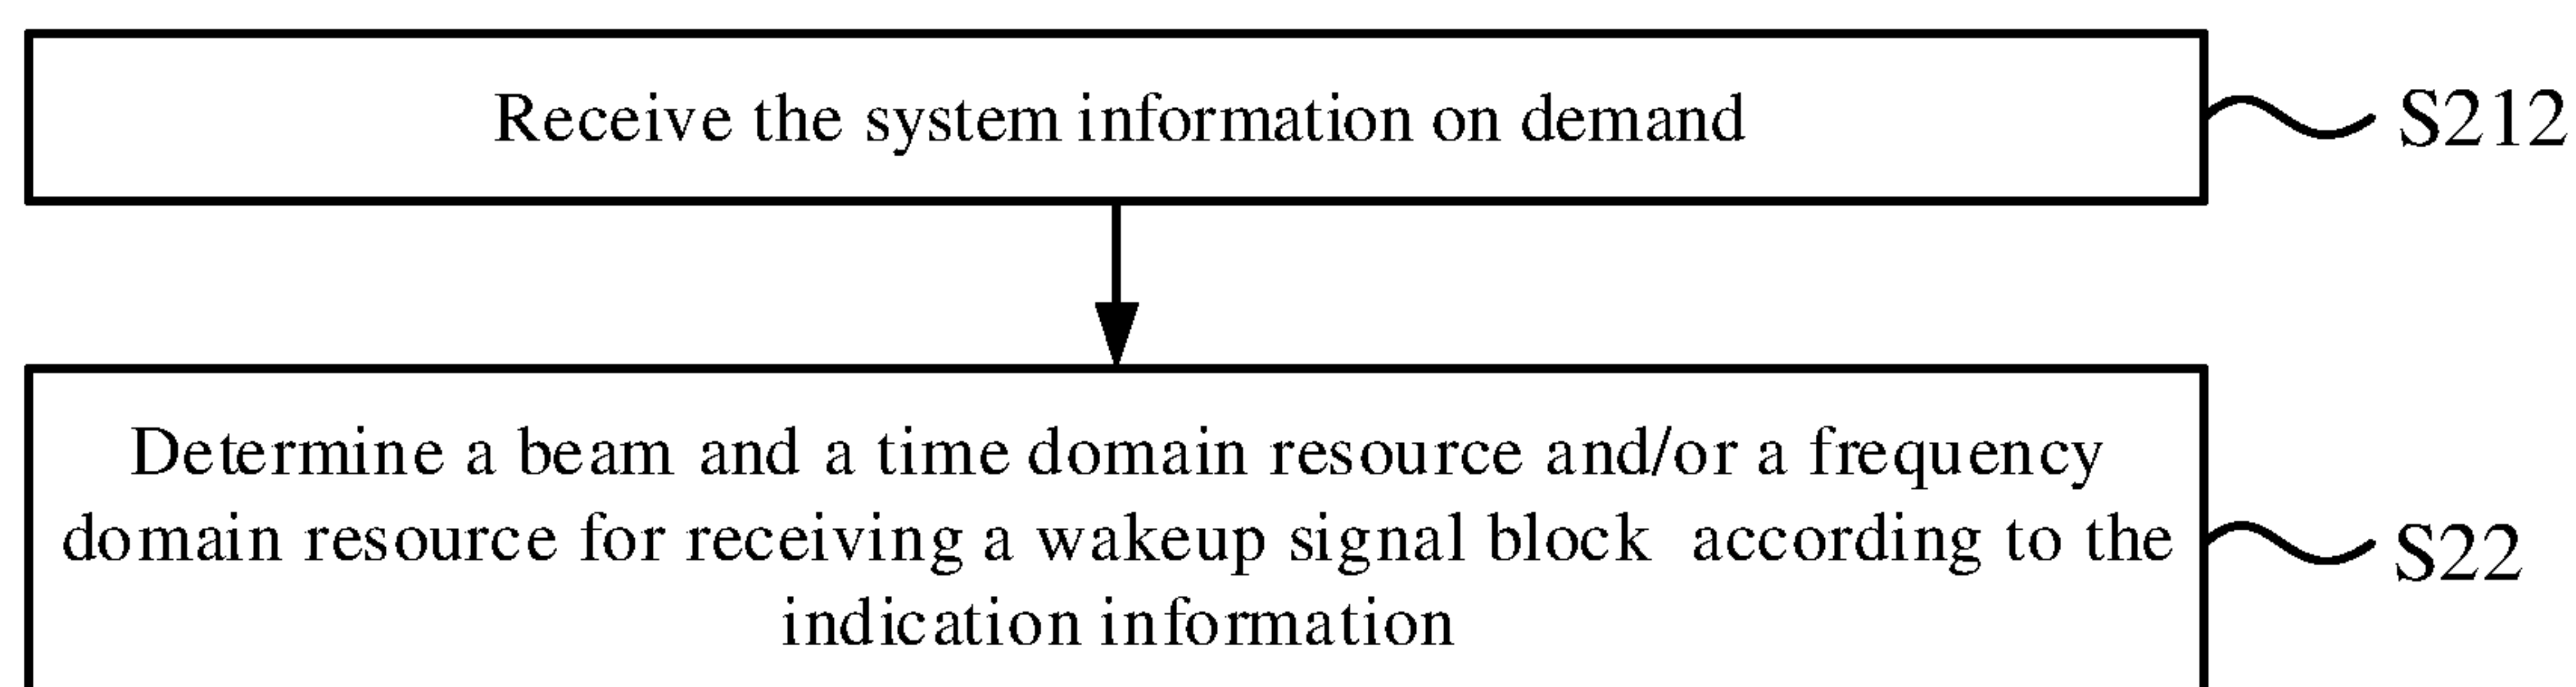 Receive the system information on demand
S212
Determine a beam and a time domain resource and/or a frequency
domain resource for receiving a wakeup signal block according to the
indication information
S22